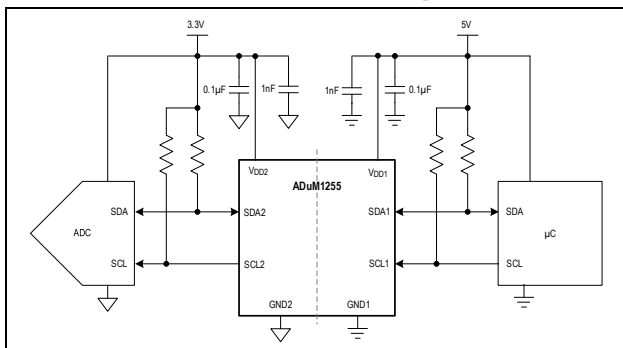 3.3V
5V
0.1µF
1nF
1nF
0.1µF
VDD2
ADuM1255
VDD1
SDA
SDA2
SDA1
SDA
ADC
µC
SCL
SCL2
SCL1
SCL
GND2
GND1